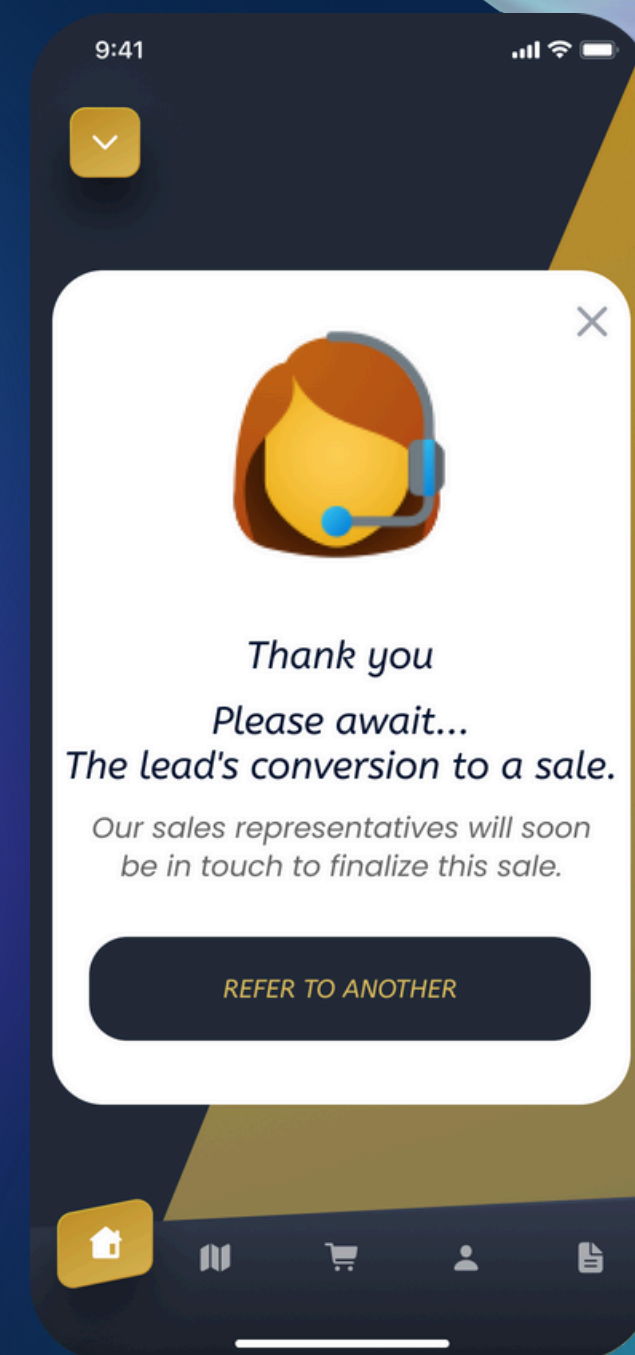 9:41
Thank you
Please await...
The lead's conversion to a sale.
Our sales representatives will soon
be in touch to finalize this sale.
REFER TO ANOTHER